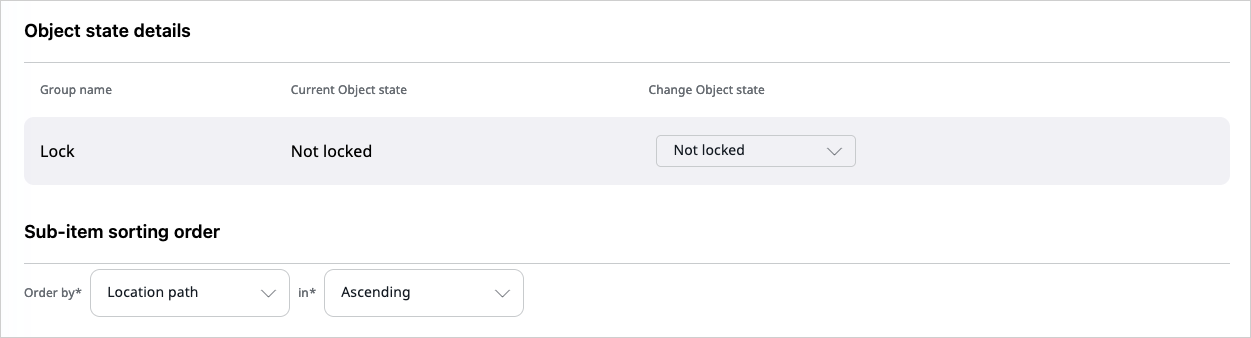 Object state details
Group name Current Object state Change Object state
Lock Not locked Not locked
Sub-item sorting order
Order by* Location path in* Ascending